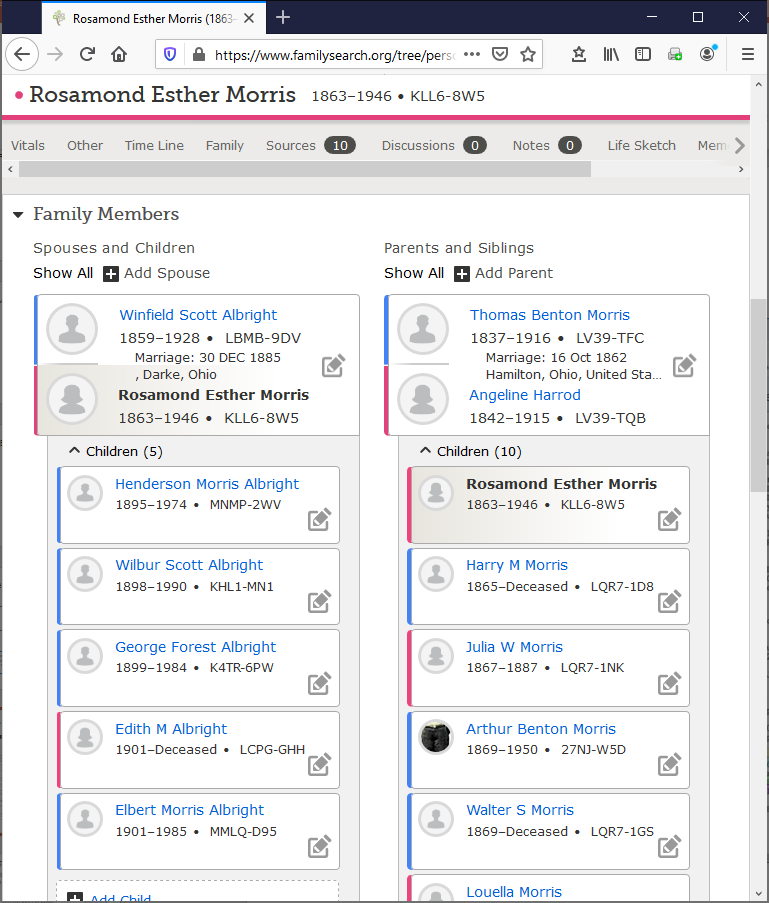 Rosamond Esther Morris (1863–
https://www.familysearch.org/tree/pers
Rosamond Esther Morris 1863–1946 • KLL6-8W5
Vitals Other Time Line Family Sources 10 Discussions 0 Notes 0 Life Sketch Mem
Family Members
Spouses and Children
Show All Add Spouse
Winfield Scott Albright
1859–1928 • LBMB-9DV
Marriage: 30 DEC 1885
, Darke, Ohio
Rosamond Esther Morris
1863–1946 • KLL6-8W5
Children (5)
Henderson Morris Albright
1895–1974 • MNMP-2WV
Wilbur Scott Albright
1898–1990 • KHL1-MN1
George Forest Albright
1899–1984 • K4TR-6PW
Edith M Albright
1901–Deceased • LCPG-GHH
Elbert Morris Albright
1901–1985 • MMLQ-D95
Add Child
Parents and Siblings
Show All Add Parent
Thomas Benton Morris
1837–1916 • LV39-TFC
Marriage: 16 Oct 1862
Hamilton, Ohio, United Sta...
Angeline Harrod
1842–1915 • LV39-TQB
Children (10)
Rosamond Esther Morris
1863–1946 • KLL6-8W5
Harry M Morris
1865–Deceased • LQR7-1D8
Julia W Morris
1867–1887 • LQR7-1NK
Arthur Benton Morris
1869–1950 • 27NJ-W5D
Walter S Morris
1869–Deceased • LQR7-1GS
Louella Morris